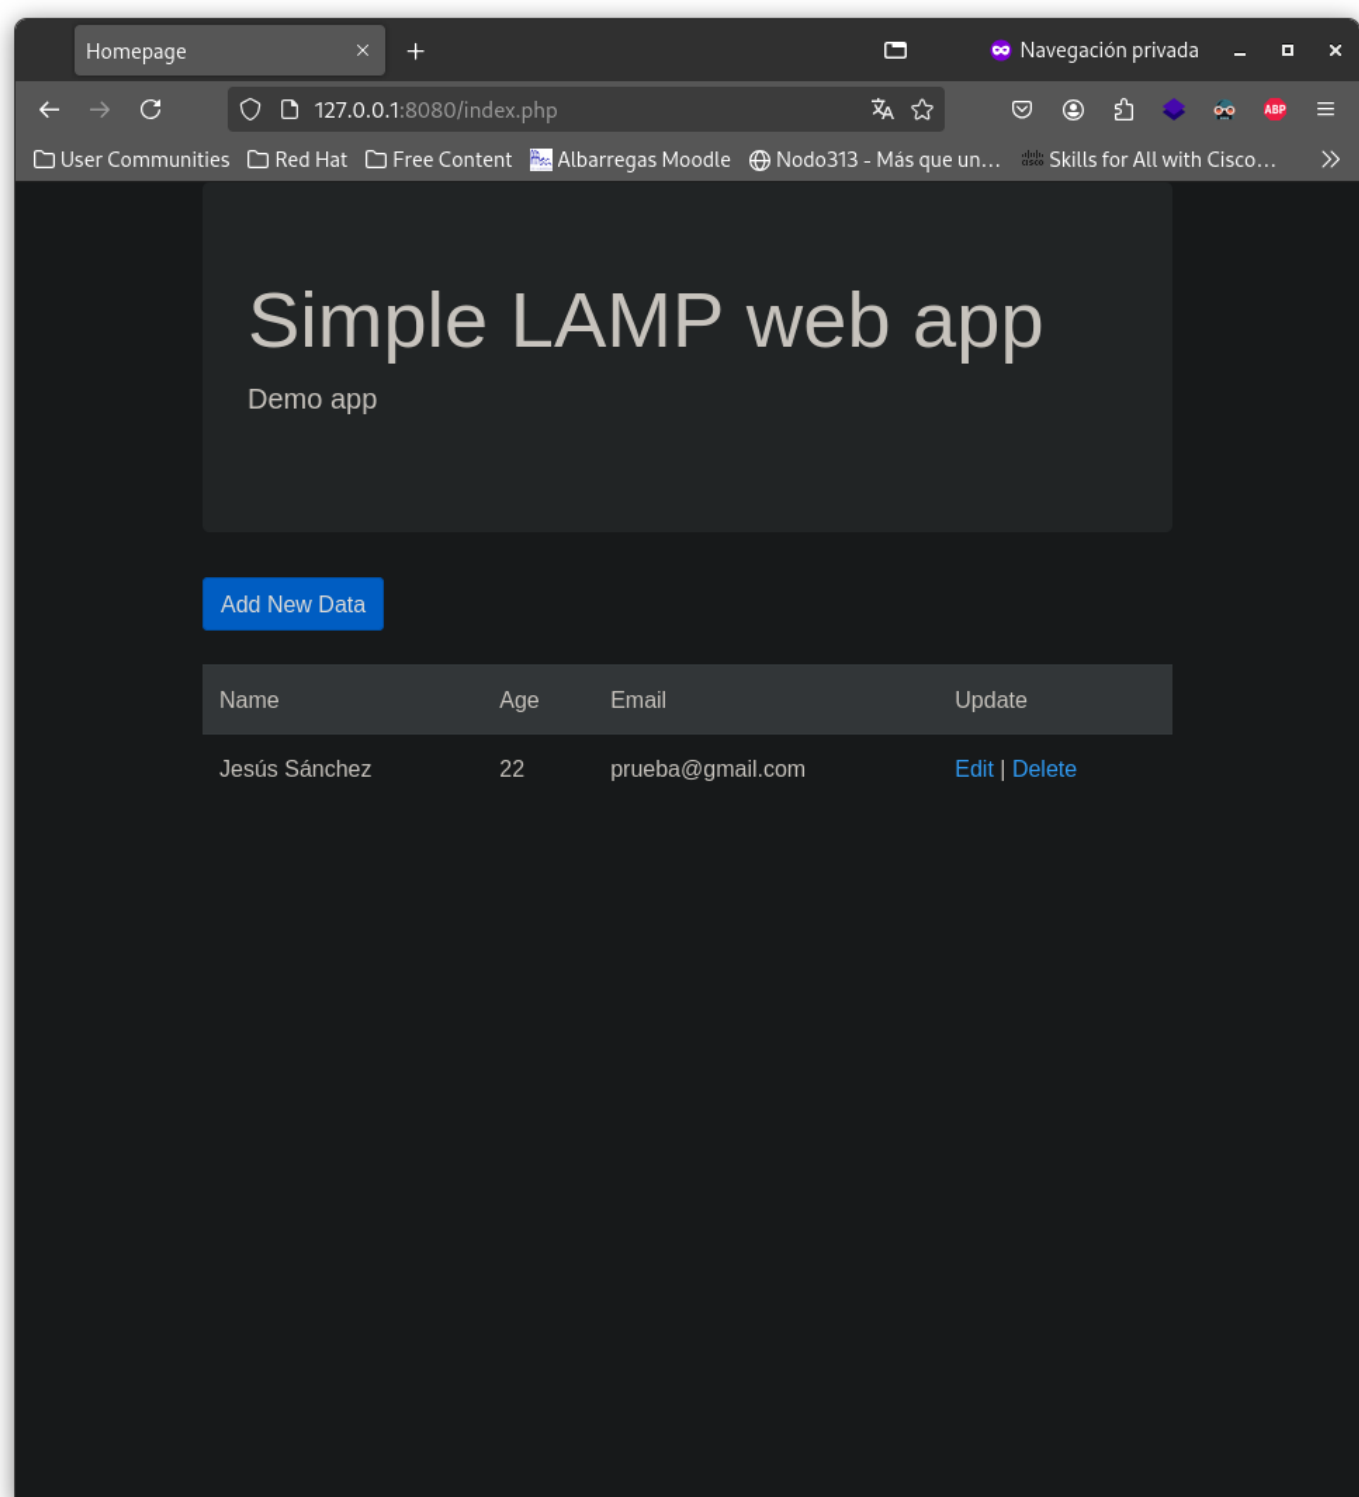 Homepage
Navegación privada
127.0.0.1:8080/index.php
ABP
User Communities Red Hat Free Content Albarregas Moodle Nodo313 - Más que un... Skills for All with Cisco...
Simple LAMP web app
Demo app
Add New Data
Name Age Email Update
Jesús Sánchez 22 prueba@gmail.com Edit | Delete